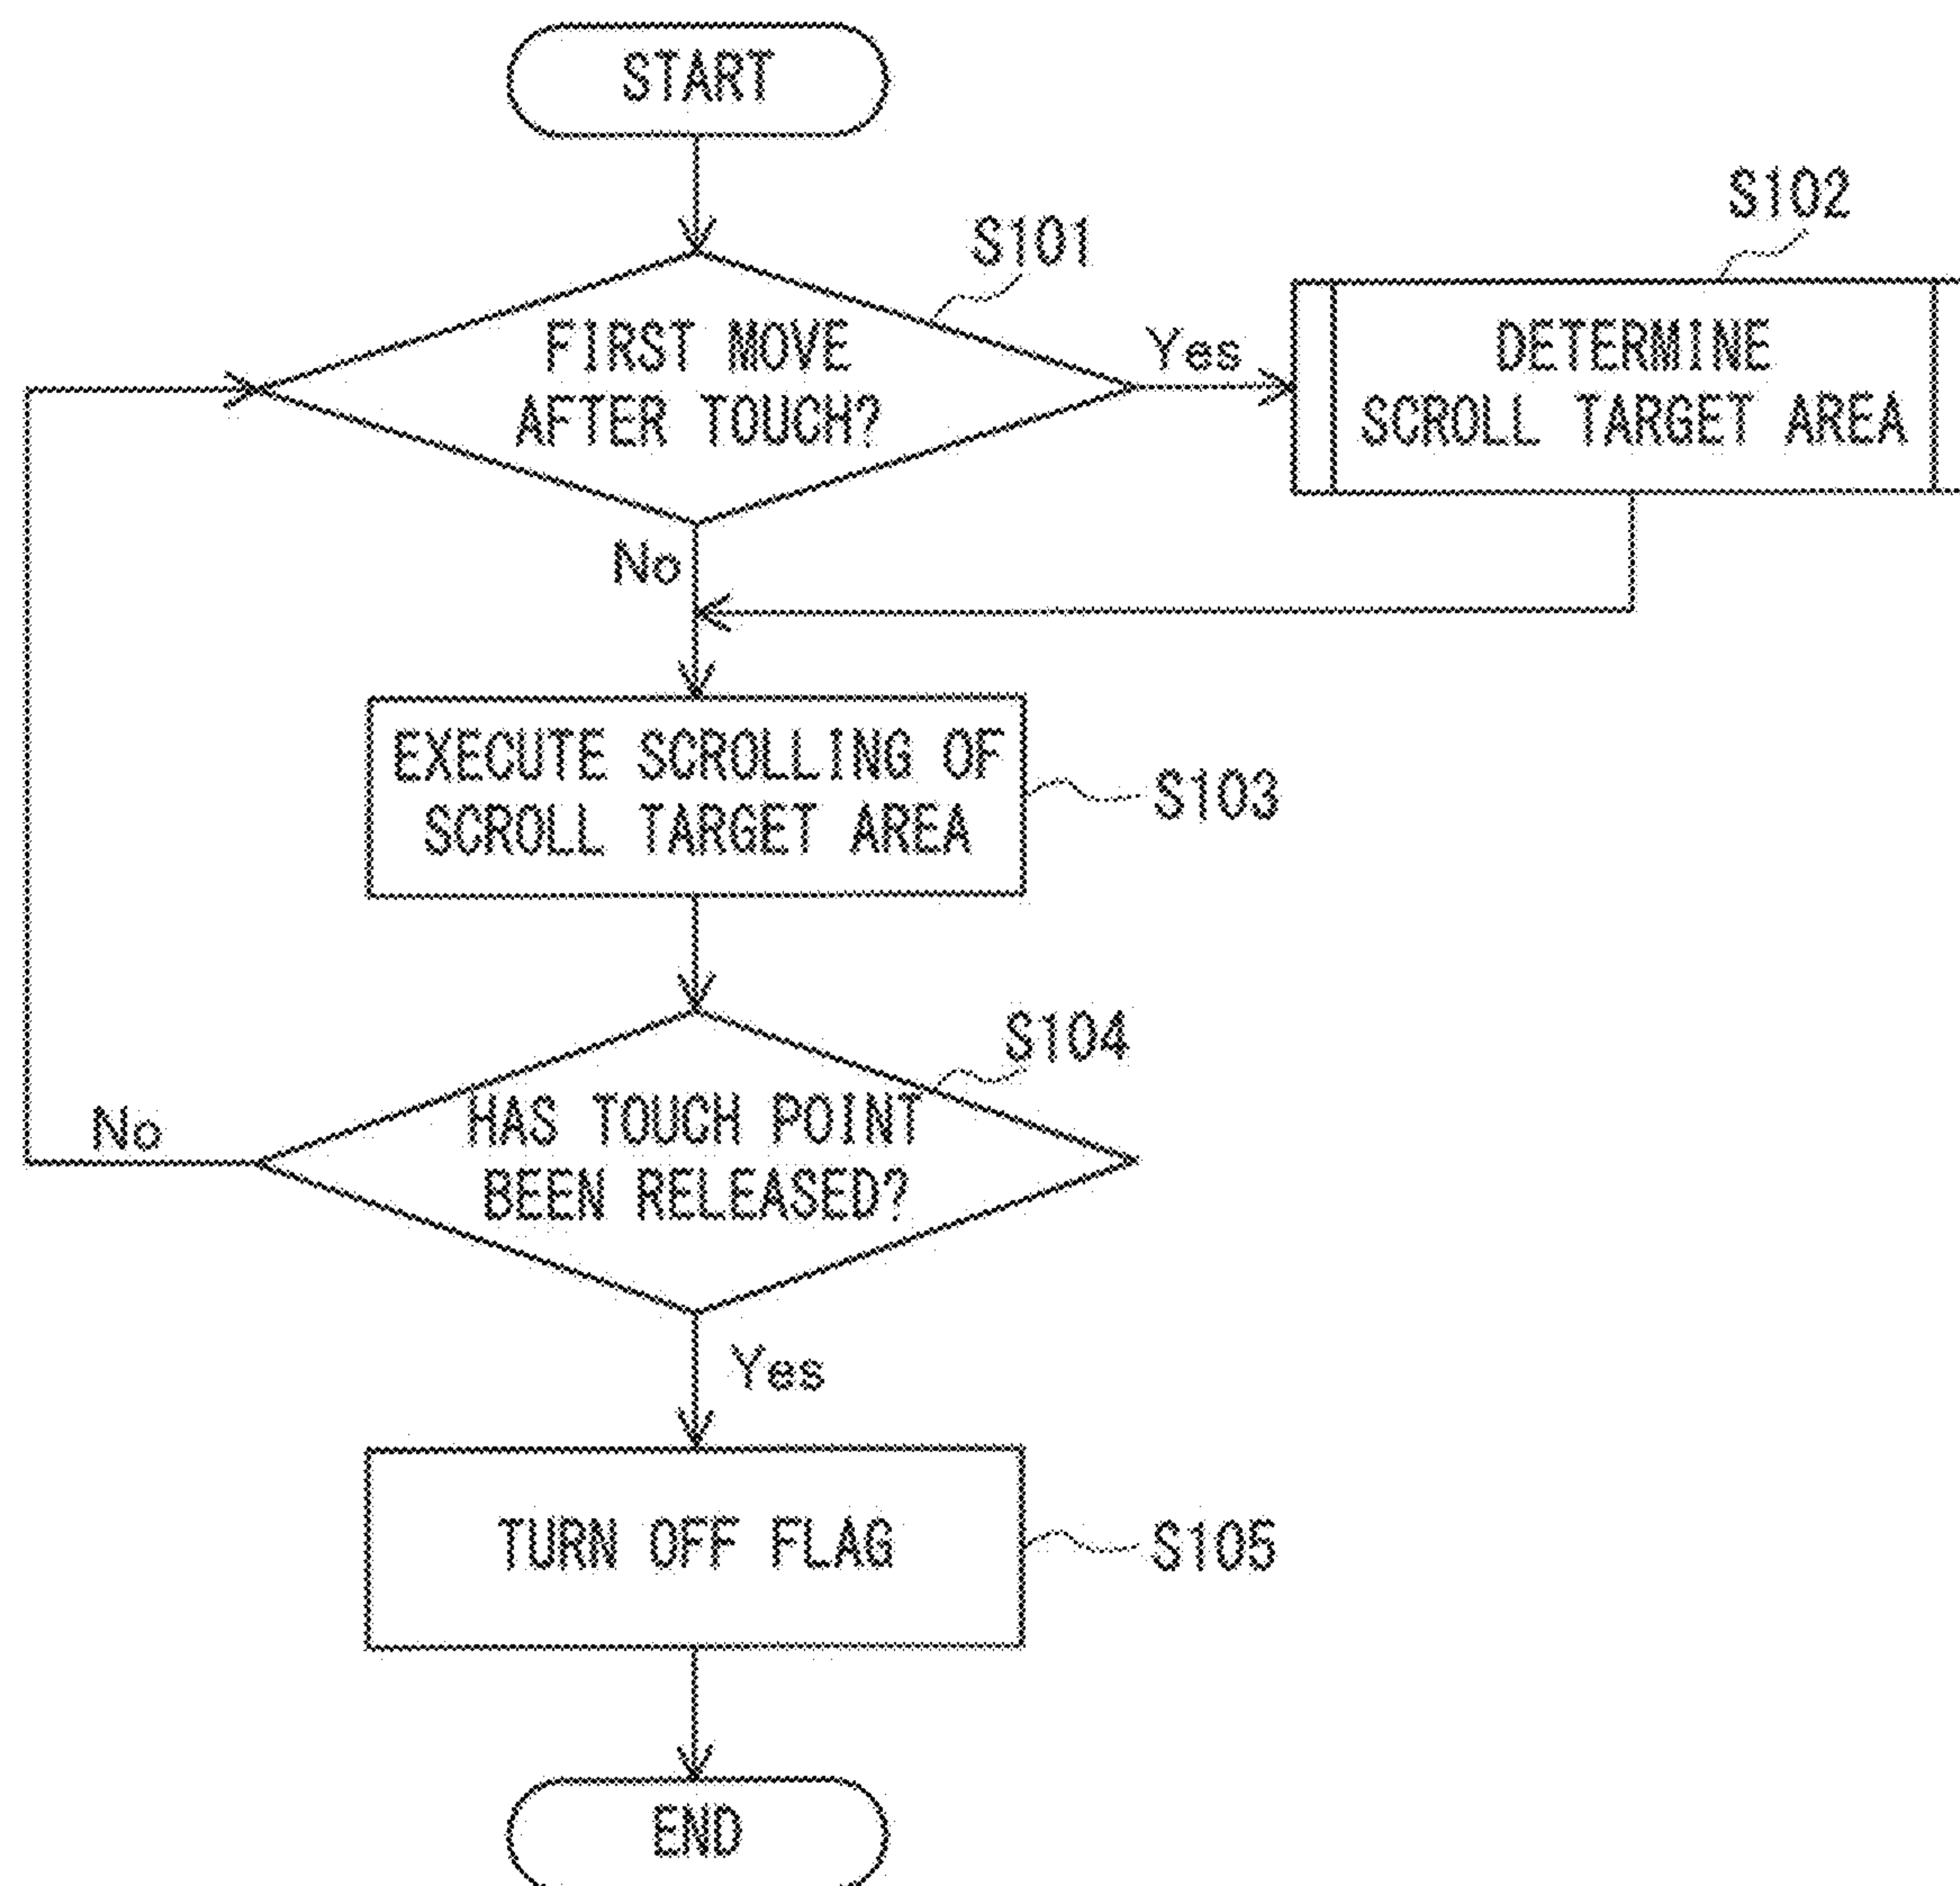 START
S101
S102
FIRST MOVE
AFTER TOUCH?
Yes
DETERMINE
SCROLL TARGET AREA
No
EXECUTE SCROLLING OF
SCROLL TARGET AREA
S103
S104
HAS TOUCH POINT
BEEN RELEASED?
No
Yes
TURN OFF FLAG
S105
END